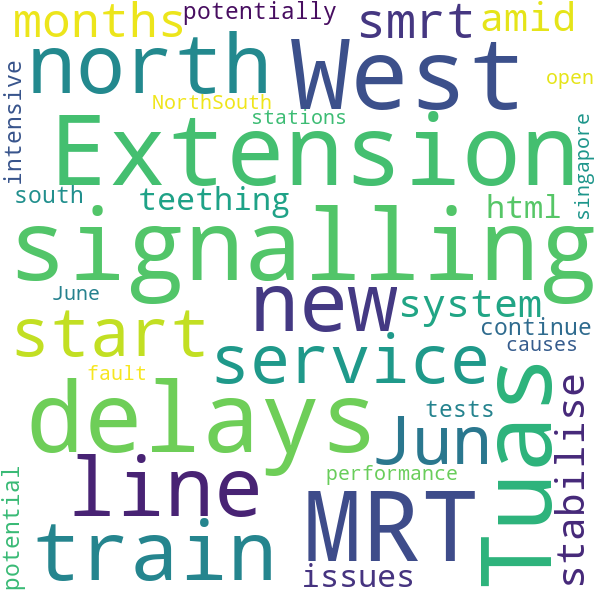 months
potentially
smrt
amid
north
West
intensive
open
NorthSouth
stations
Extension
singapore
south
teething
html
signalling
June
new
system
start
service
continue
causes
fault
delays
Jun
tests
Tuas
stabilise
line
performance
potential
train
MRT
issues